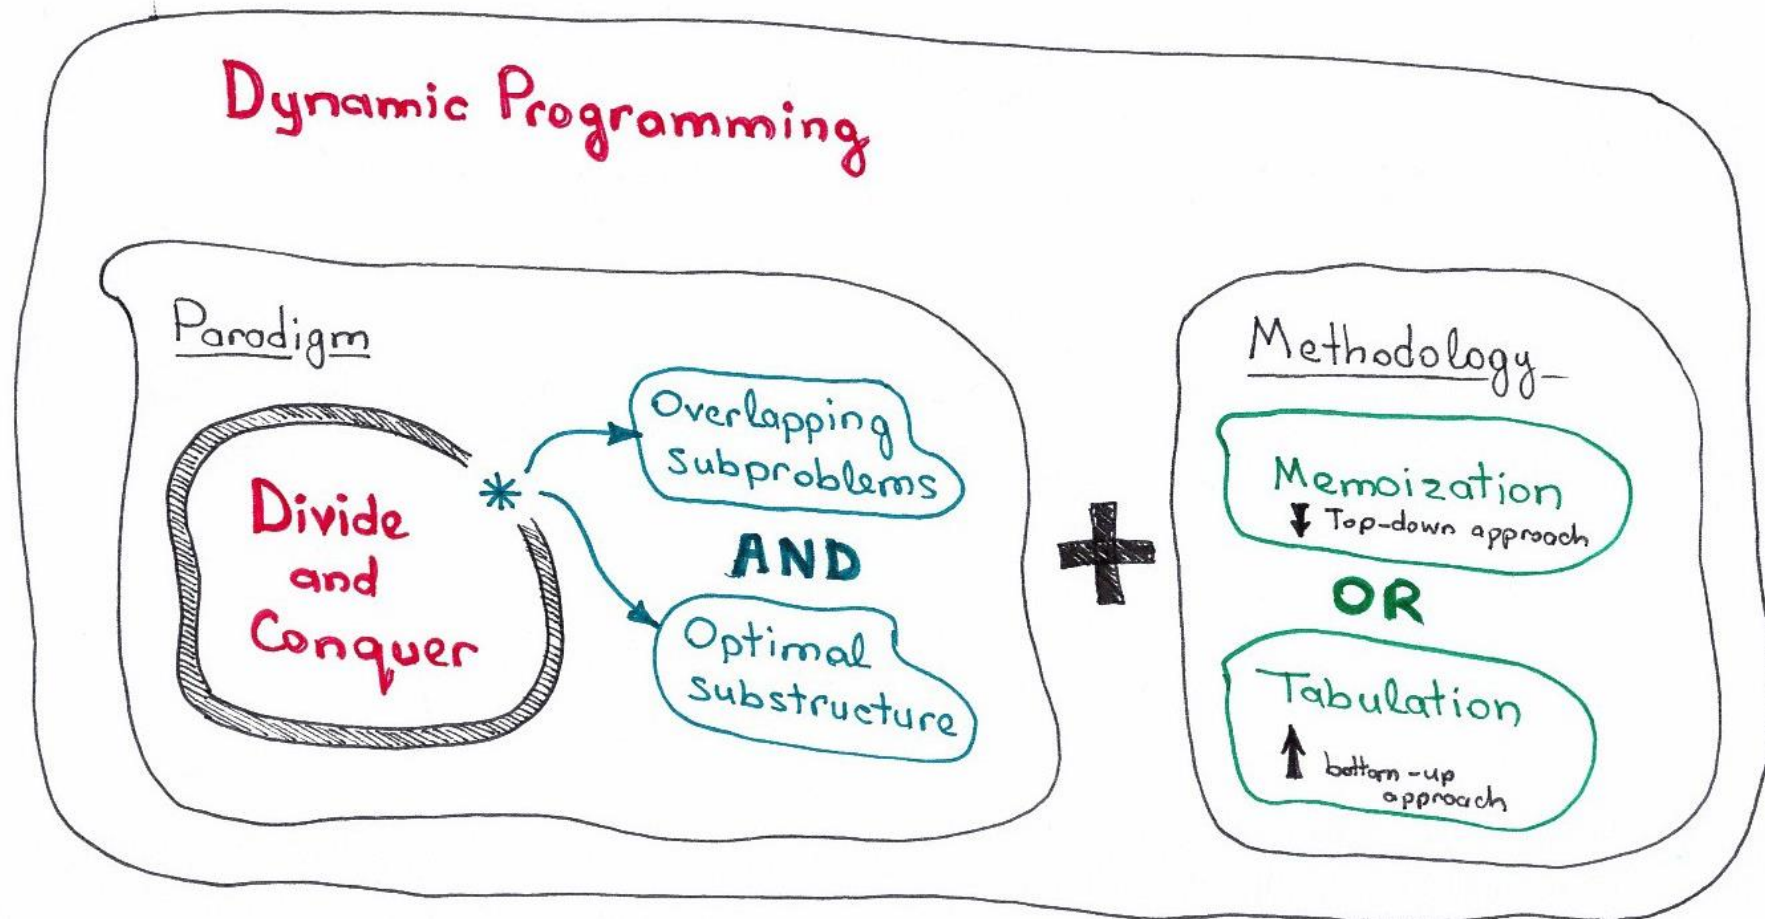 Dynamic Programming
Paradigm
Divide
and
Conquer
*
Overlapping
subproblems
AND
Optimal
substructure
+
Methodology
Memoization
Top-down approach
OR
Tabulation
bottom-up
approach